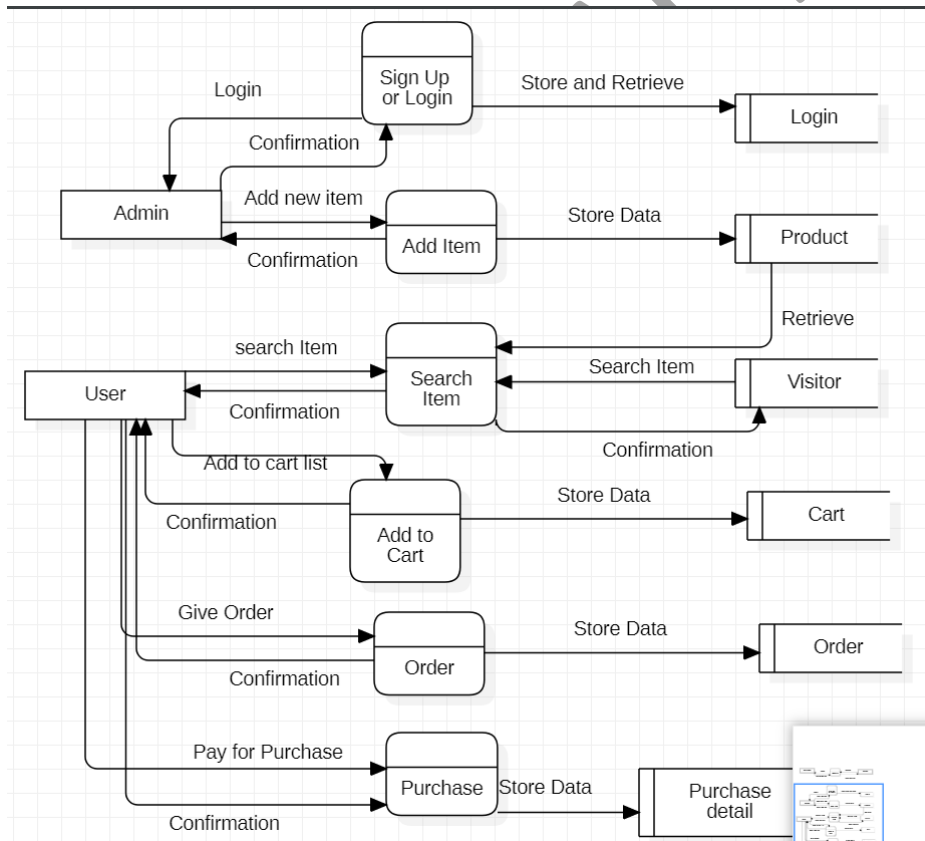 Sign Up
or Login
Login
Store and Retrieve
Login
Confirmation
Admin
Add new item
Add Item
Store Data
Product
Confirmation
Retrieve
search Item
Search
Item
Search Item
Visitor
User
Confirmation
Confirmation
Add to cart list
Confirmation
Add to
Cart
Store Data
Cart
Give Order
Order
Store Data
Order
Confirmation
Pay for Purchase
Purchase
Store Data
Purchase
detail
Confirmation